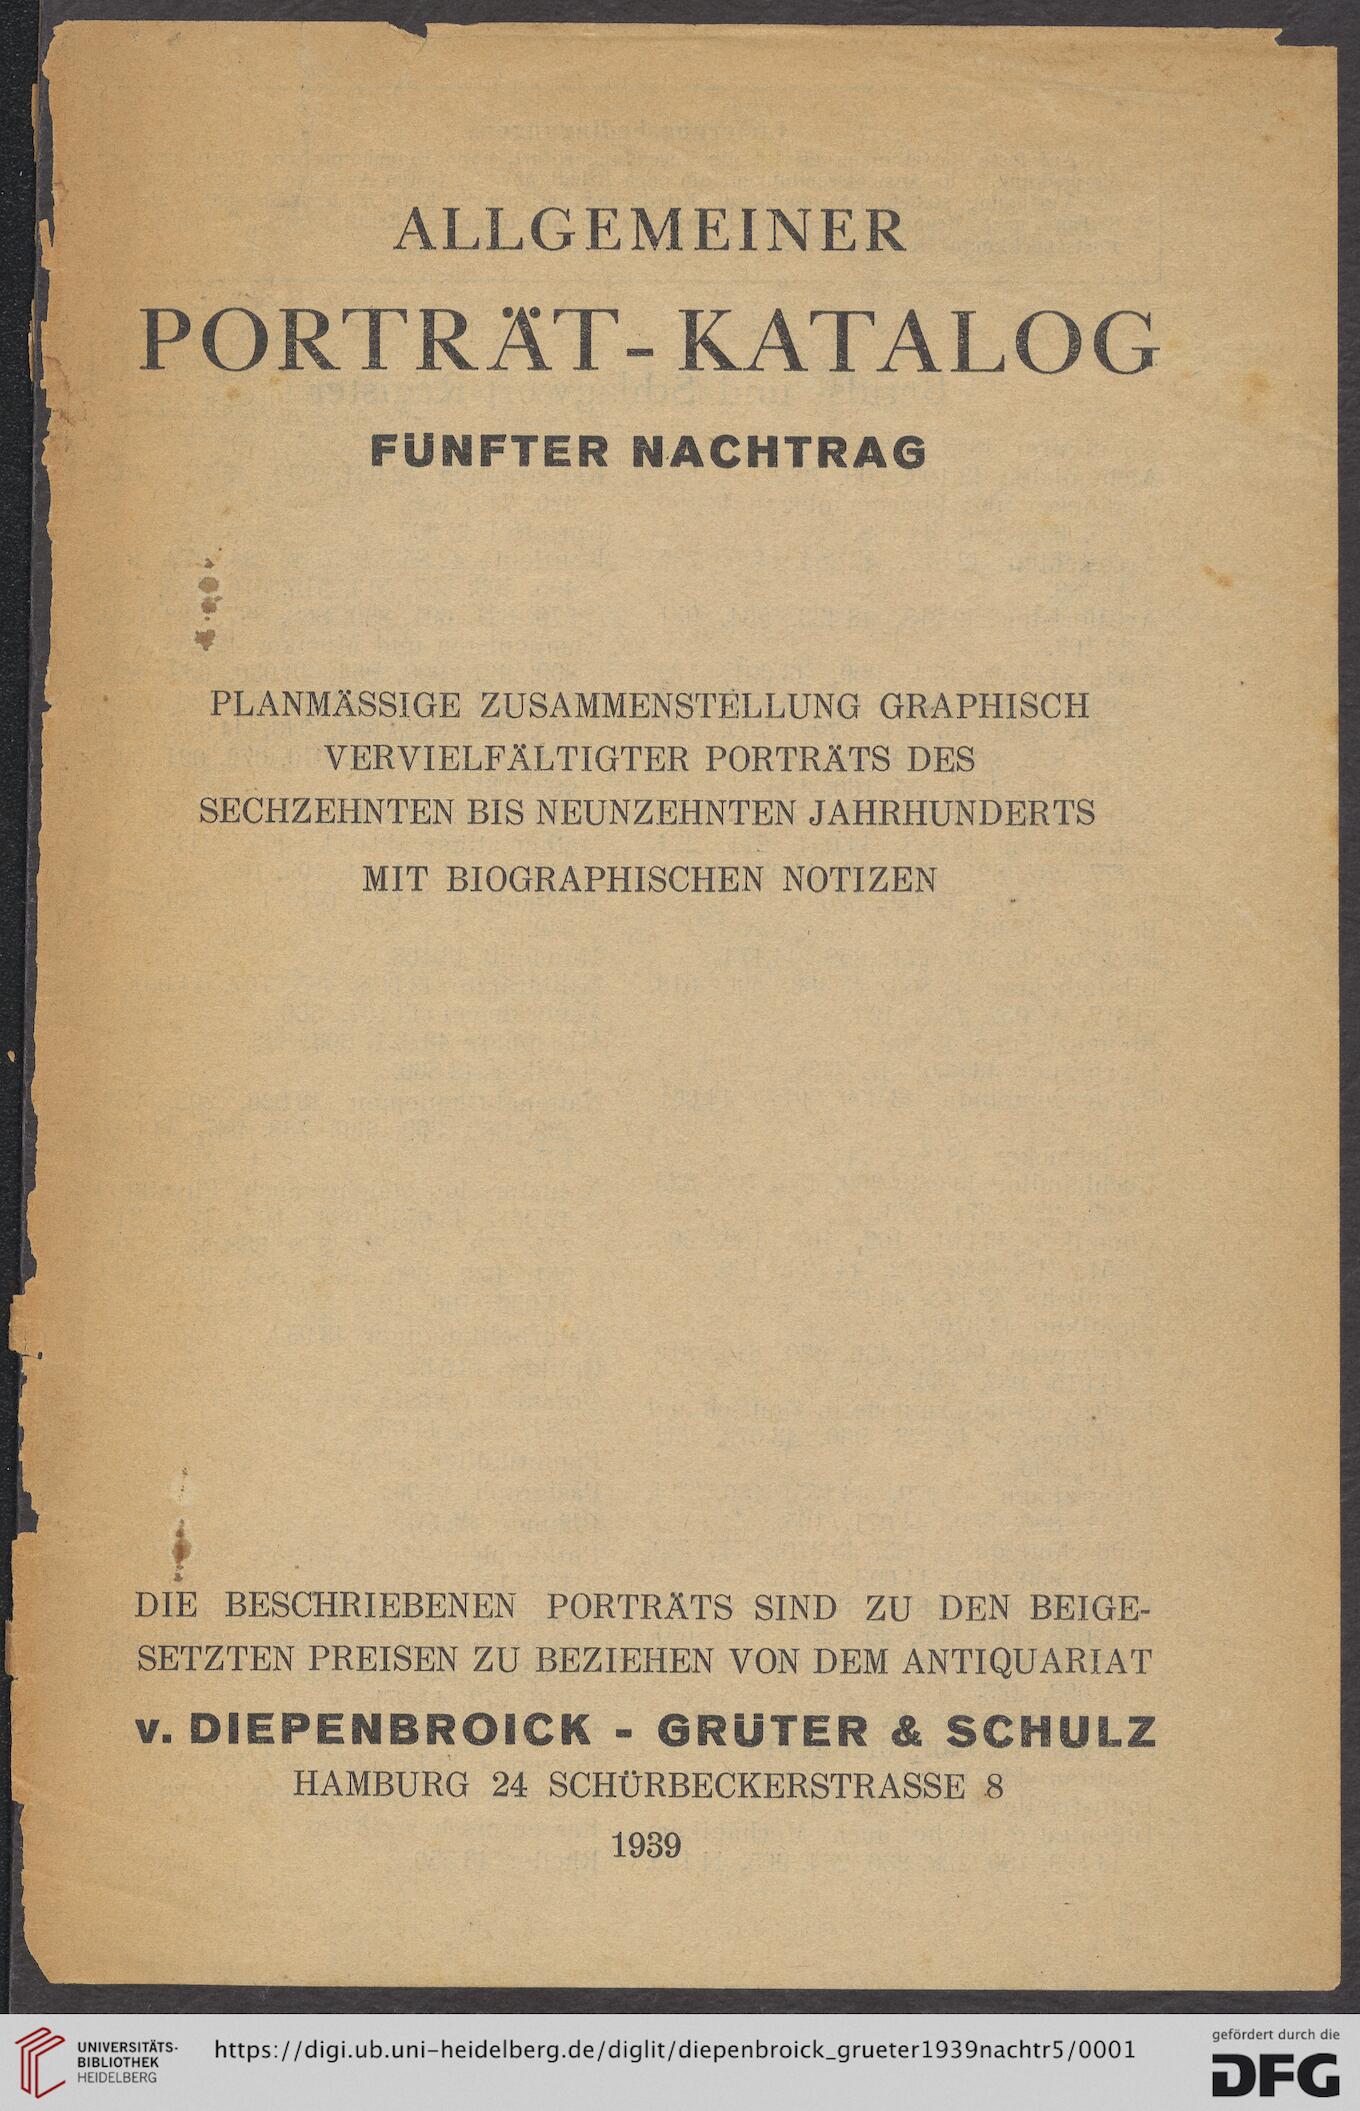 ALLGEMEINER
PORTRÄT-KATALOG
FÜNFTER NACHTRAG
PLANMÄSSIGE ZUSAMMENSTELLUNG GRAPHISCH
VERVIELFÄLTIGTER PORTRÄTS DES
SECHZEHNTEN BIS NEUNZEHNTEN JAHRHUNDERTS
MIT BIOGRAPHISCHEN NOTIZEN
DIE BESCHRIEBENEN PORTRÄTS SIND ZU DEN BEIGE-
SETZTEN PREISEN ZU BEZIEHEN VON DEM ANTIQUARIAT
v. DIEPENBROICK - GRÜTER & SCHULZ
HAMBURG 24 SCHÜRBECKERSTRASSE 8
1939
UNIVERSITÄTS-
BIBLIOTHEK
HEIDELBERG
https://digi.ub.uni-heidelberg.de/diglit/diepenbroick_grueter1939nachtr5/0001
gefördert durch die
DFG